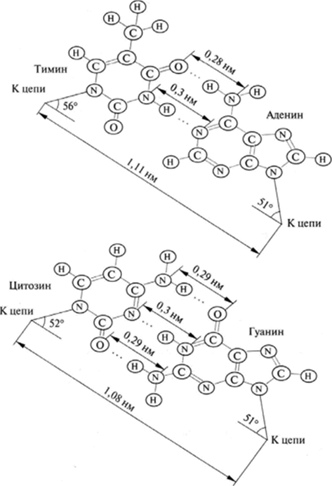 H
H C H
H
0,28 нм
Тимин
H C C O
H H
C C
N
К цепи
0,3 нм
N N H
Аденин
56°
C
N C C N
O
C C C H
H N N
1,11 нм
51°
К цепи
H H
0,29 нм
Цитозин
C C N H
H
К цепи
C C
0,3 нм
O
N N
Гуанин
52°
C
H N C C N
O
0,29 нм
C C C H
H N N N
H
1,08 нм
51°
К цепи